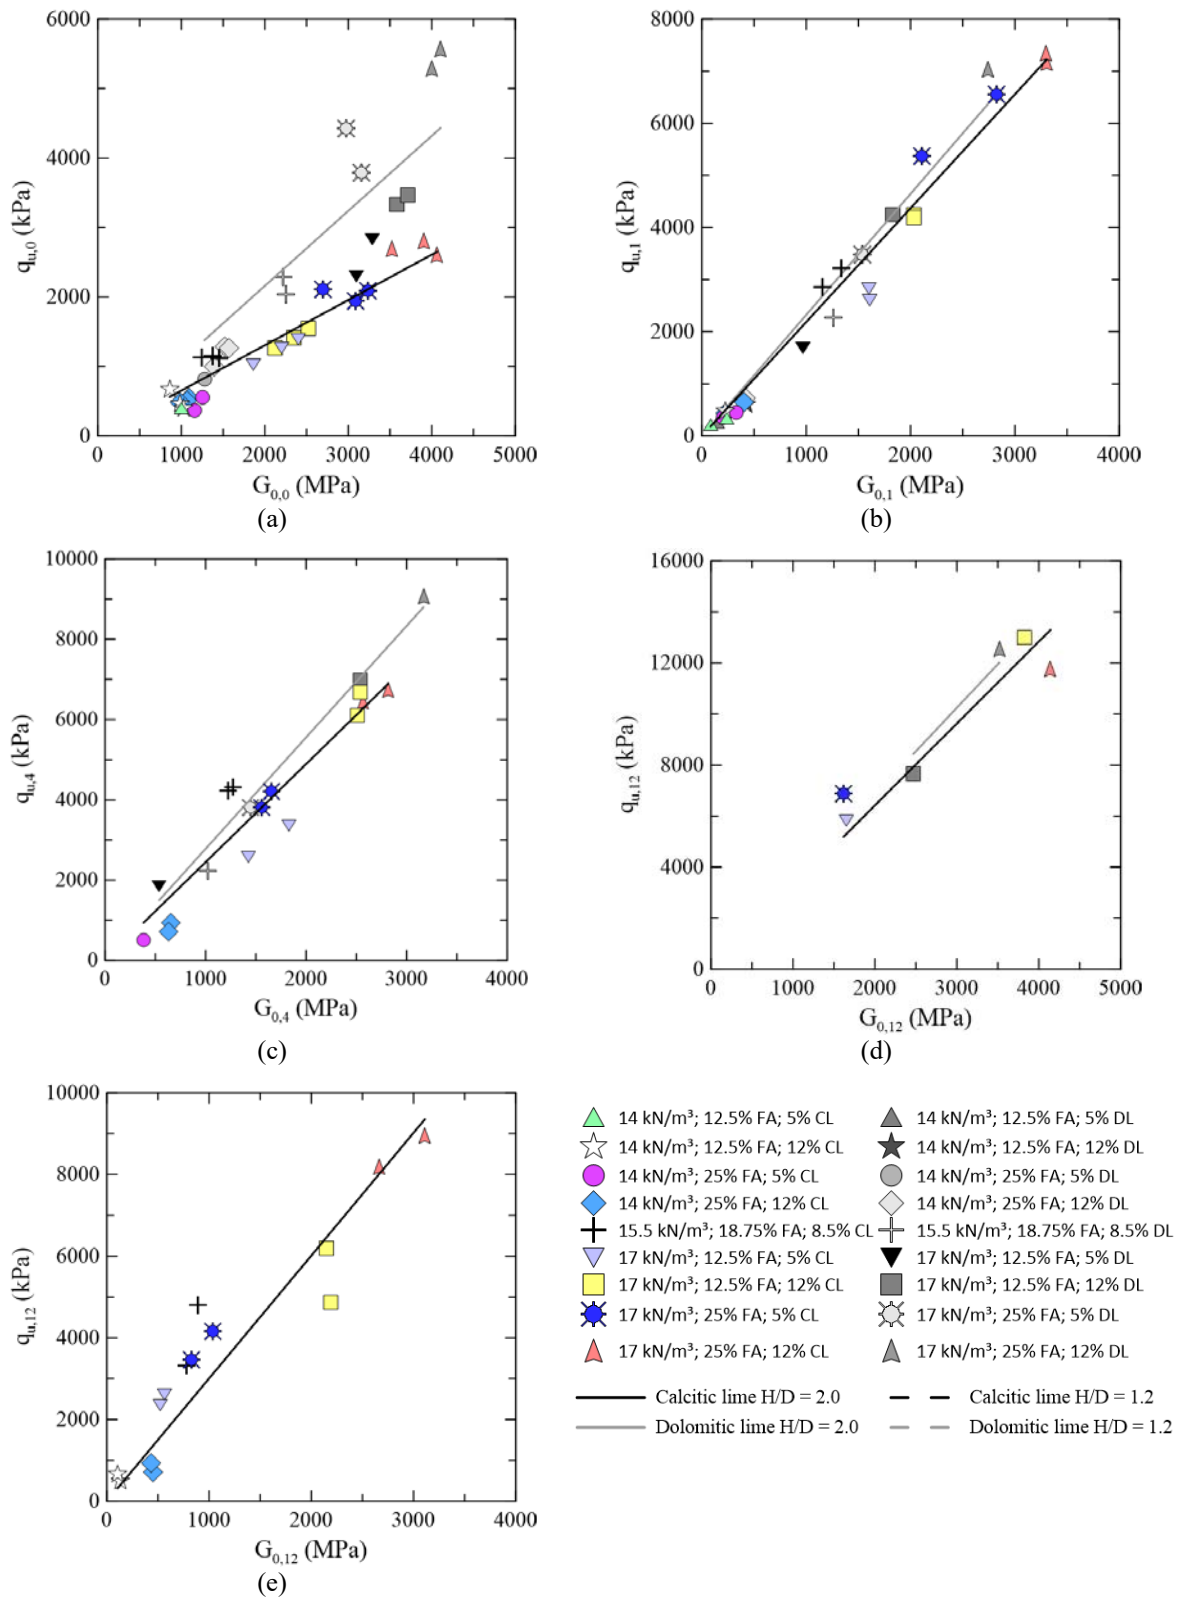 6000
4000
2000
0
q_u,0 (kPa)
0 1000 2000 3000 4000 5000
G_0,0 (MPa)
(a)
8000
6000
4000
2000
0
q_u,1 (kPa)
0 1000 2000 3000 4000
G_0,1 (MPa)
(b)
10000
8000
6000
4000
2000
0
q_u,4 (kPa)
0 1000 2000 3000 4000
G_0,4 (MPa)
(c)
16000
12000
8000
4000
0
q_u,12 (kPa)
0 1000 2000 3000 4000 5000
G_0,12 (MPa)
(d)
10000
8000
6000
4000
2000
0
q_u,12 (kPa)
0 1000 2000 3000 4000
G_0,12 (MPa)
(e)
14 kN/m³; 12.5% FA; 5% CL
14 kN/m³; 12.5% FA; 12% CL
14 kN/m³; 25% FA; 5% CL
14 kN/m³; 25% FA; 12% CL
15.5 kN/m³; 18.75% FA; 8.5% CL
17 kN/m³; 12.5% FA; 5% CL
17 kN/m³; 12.5% FA; 12% CL
17 kN/m³; 25% FA; 5% CL
17 kN/m³; 25% FA; 12% CL
14 kN/m³; 12.5% FA; 5% DL
14 kN/m³; 12.5% FA; 12% DL
14 kN/m³; 25% FA; 5% DL
14 kN/m³; 25% FA; 12% DL
15.5 kN/m³; 18.75% FA; 8.5% DL
17 kN/m³; 12.5% FA; 5% DL
17 kN/m³; 12.5% FA; 12% DL
17 kN/m³; 25% FA; 5% DL
17 kN/m³; 25% FA; 12% DL
Calcitic lime H/D = 2.0
Dolomitic lime H/D = 2.0
Calcitic lime H/D = 1.2
Dolomitic lime H/D = 1.2